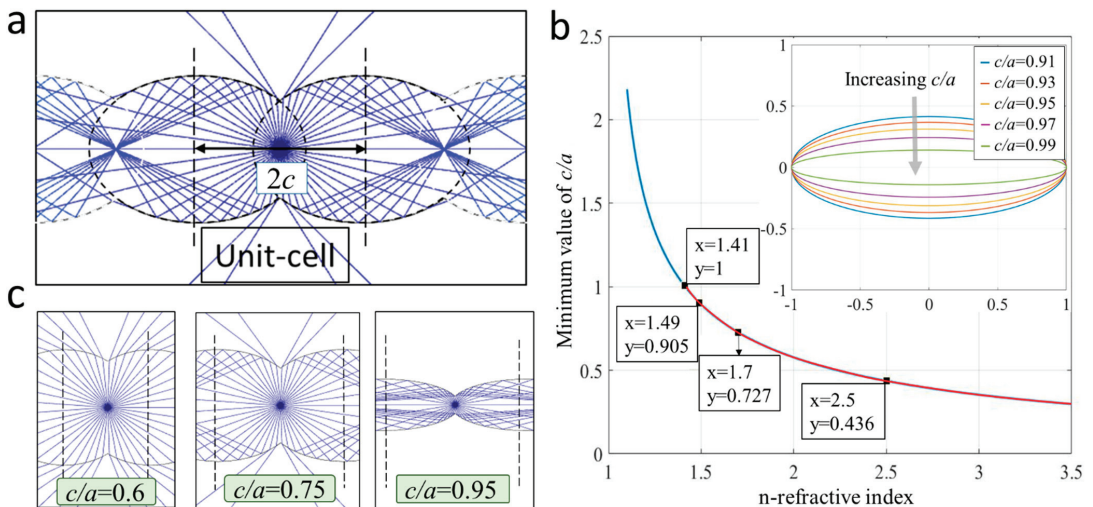 a
2c
Unit-cell
b
2.5
2
1.5
1
0.5
0
1.5
2
2.5
3
3.5
Minimum value of c/a
n-refractive index
x=1.41
y=1
x=1.49
y=0.905
x=1.7
y=0.727
x=2.5
y=0.436
1
0.5
0
-0.5
-1
-1
-0.5
0
0.5
1
Increasing c/a
c/a=0.91
c/a=0.93
c/a=0.95
c/a=0.97
c/a=0.99
c
c/a=0.6
c/a=0.75
c/a=0.95